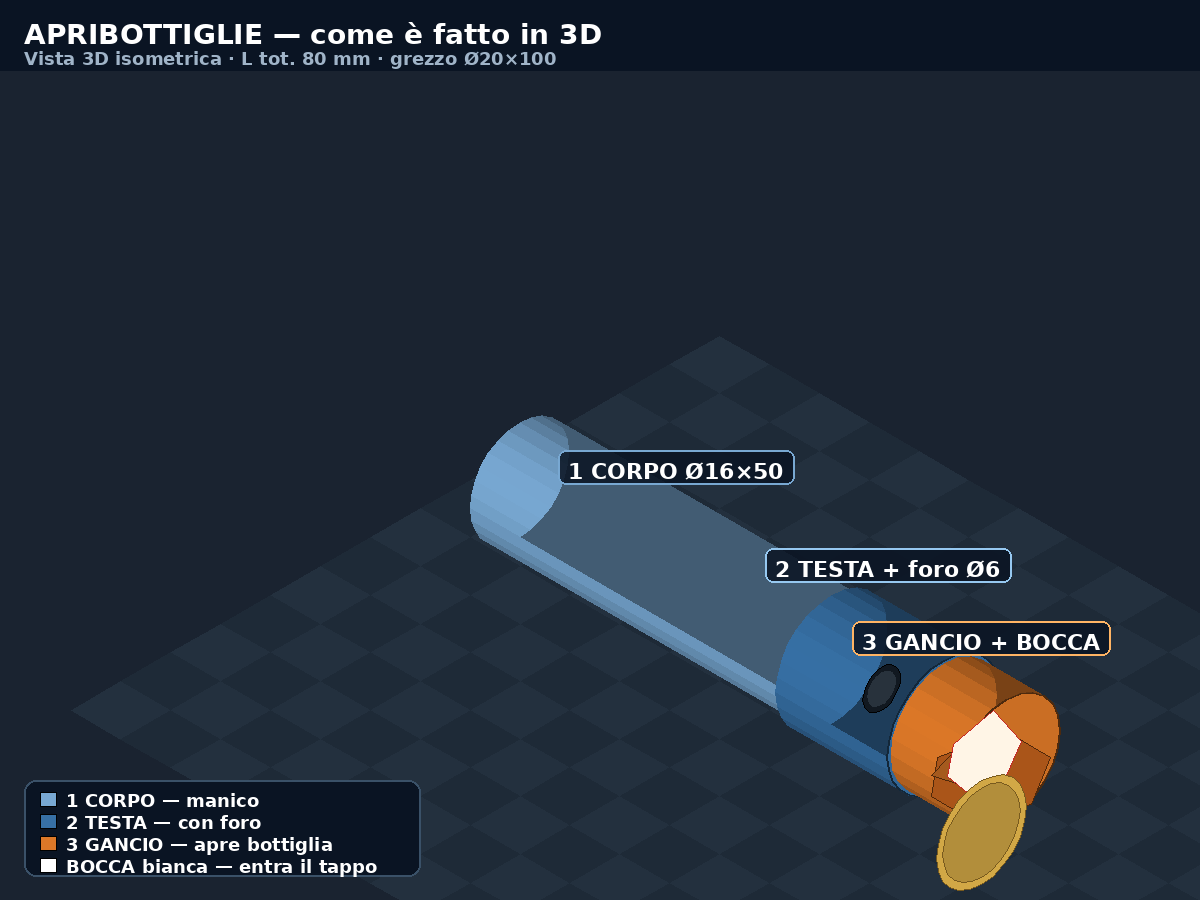 APRIBOTTIGLIE — come è fatto in 3D
Vista 3D isometrica · L tot. 80 mm · grezzo Ø20×100
1 CORPO Ø16×50
2 TESTA + foro Ø6
3 GANCIO + BOCCA
1 CORPO — manico
2 TESTA — con foro
3 GANCIO — apre bottiglia
BOCCA bianca — entra il tappo